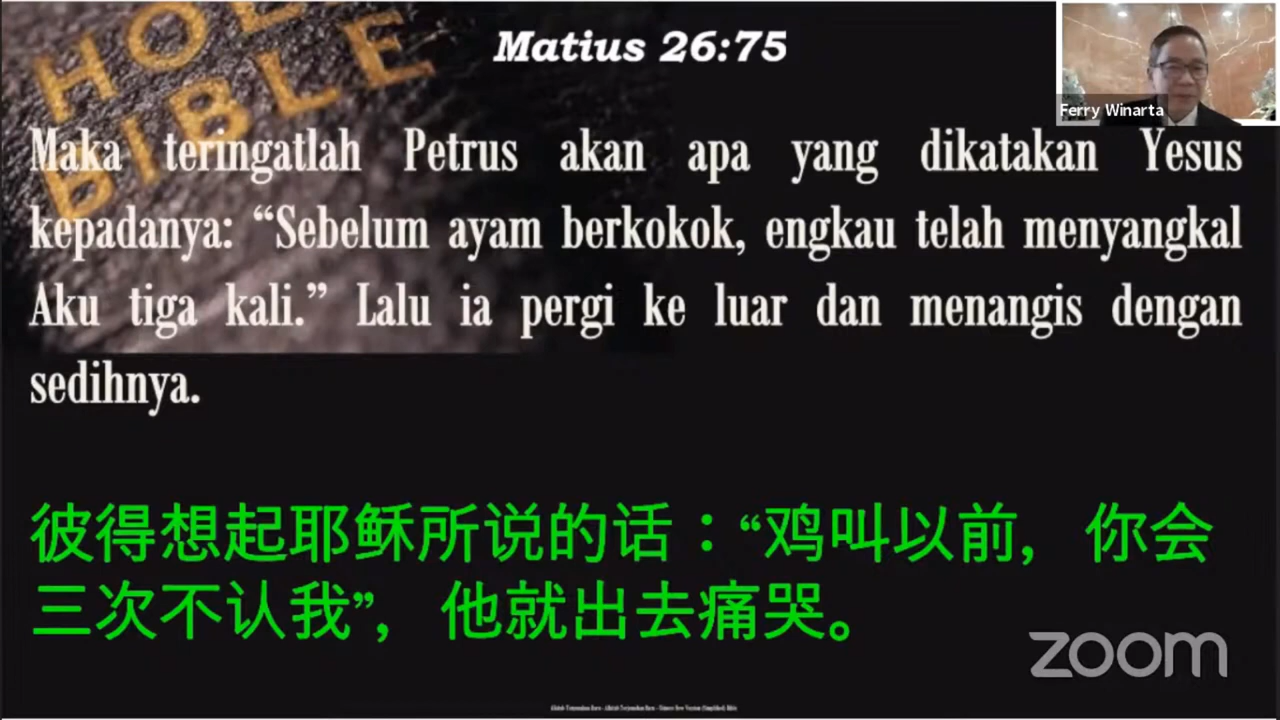 HOLY
BIBLE
Matius 26:75
Ferry Winarta
Maka teringatlah Petrus akan apa yang dikatakan Yesus
kepadanya: “Sebelum ayam berkokok, engkau telah menyangkal
Aku tiga kali.” Lalu ia pergi ke luar dan menangis dengan
sedihnya.
彼得想起耶稣所说的话：“鸡叫以前， 你会
三次不认我”， 他就出去痛哭。
zoom